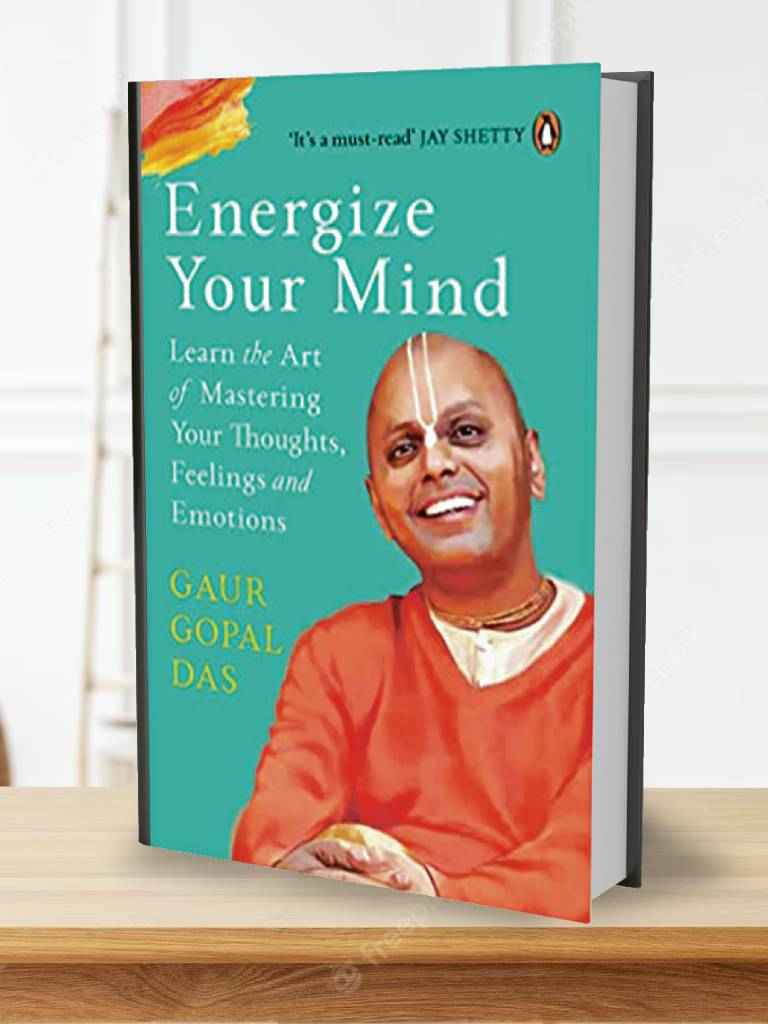 'It's a must-read' JAY SHETTY
Energize
Your Mind
Learn the Art
of Mastering
Your Thoughts,
Feelings and
Emotions
GAUR
GOPAL
DAS